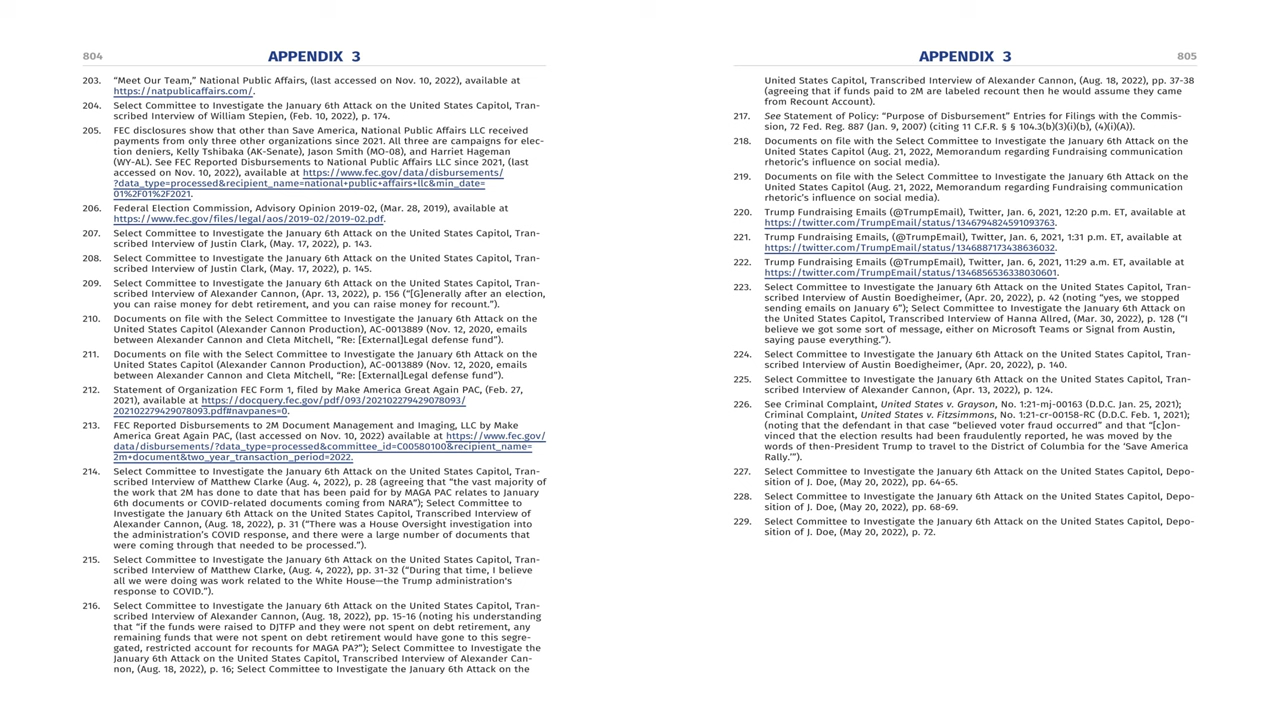 804
APPENDIX 3
203. “Meet Our Team,” National Public Affairs, (last accessed on Nov. 10, 2022), available at
https://natpublicaffairs.com/.
204. Select Committee to Investigate the January 6th Attack on the United States Capitol, Tran-
scribed Interview of William Stepien, (Feb. 10, 2022), p. 174.
205. FEC disclosures show that other than Save America, National Public Affairs LLC received
payments from only three other organizations since 2021. All three are campaigns for elec-
tion deniers, Kelly Tshibaka (AK-Senate), Jason Smith (MO-08), and Harriet Hageman
(WY-AL). See FEC Reported Disbursements to National Public Affairs LLC since 2021, (last
accessed on Nov. 10, 2022), available at https://www.fec.gov/data/disbursements/
?data_type=processed&recipient_name=national+public+affairs+llc&min_date=
01%2F01%2F2021.
206. Federal Election Commission, Advisory Opinion 2019-02, (Mar. 28, 2019), available at
https://www.fec.gov/files/legal/aos/2019-02/2019-02.pdf.
207. Select Committee to Investigate the January 6th Attack on the United States Capitol, Tran-
scribed Interview of Justin Clark, (May. 17, 2022), p. 143.
208. Select Committee to Investigate the January 6th Attack on the United States Capitol, Tran-
scribed Interview of Justin Clark, (May. 17, 2022), p. 145.
209. Select Committee to Investigate the January 6th Attack on the United States Capitol, Tran-
scribed Interview of Alexander Cannon, (Apr. 13, 2022), p. 156 (“[G]enerally after an election,
you can raise money for debt retirement, and you can raise money for recount.”).
210. Documents on file with the Select Committee to Investigate the January 6th Attack on the
United States Capitol (Alexander Cannon Production), AC-0013889 (Nov. 12, 2020, emails
between Alexander Cannon and Cleta Mitchell, “Re: [External]Legal defense fund”).
211. Documents on file with the Select Committee to Investigate the January 6th Attack on the
United States Capitol (Alexander Cannon Production), AC-0013889 (Nov. 12, 2020, emails
between Alexander Cannon and Cleta Mitchell, “Re: [External]Legal defense fund”).
212. Statement of Organization FEC Form 1, filed by Make America Great Again PAC, (Feb. 27,
2021), available at https://docquery.fec.gov/pdf/093/202102279429078093/
202102279429078093.pdf#navpanes=0.
213. FEC Reported Disbursements to 2M Document Management and Imaging, LLC by Make
America Great Again PAC, (last accessed on Nov. 10, 2022) available at https://www.fec.gov/
data/disbursements/?data_type=processed&committee_id=C00580100&recipient_name=
2m+document&two_year_transaction_period=2022.
214. Select Committee to Investigate the January 6th Attack on the United States Capitol, Tran-
scribed Interview of Matthew Clarke (Aug. 4, 2022), p. 28 (agreeing that “the vast majority of
the work that 2M has done to date that has been paid for by MAGA PAC relates to January
6th documents or COVID-related documents coming from NARA”); Select Committee to
Investigate the January 6th Attack on the United States Capitol, Transcribed Interview of
Alexander Cannon, (Aug. 18, 2022), p. 31 (“There was a House Oversight investigation into
the administration’s COVID response, and there were a large number of documents that
were coming through that needed to be processed.”).
215. Select Committee to Investigate the January 6th Attack on the United States Capitol, Tran-
scribed Interview of Matthew Clarke, (Aug. 4, 2022), pp. 31-32 (“During that time, I believe
all we were doing was work related to the White House—the Trump administration's
response to COVID.”).
216. Select Committee to Investigate the January 6th Attack on the United States Capitol, Tran-
scribed Interview of Alexander Cannon, (Aug. 18, 2022), pp. 15-16 (noting his understanding
that “if the funds were raised to DJTFP and they were not spent on debt retirement, any
remaining funds that were not spent on debt retirement would have gone to this segre-
gated, restricted account for recounts for MAGA PA?”); Select Committee to Investigate the
January 6th Attack on the United States Capitol, Transcribed Interview of Alexander Can-
non, (Aug. 18, 2022), p. 16; Select Committee to Investigate the January 6th Attack on the
APPENDIX 3
805
United States Capitol, Transcribed Interview of Alexander Cannon, (Aug. 18, 2022), pp. 37-38
(agreeing that if funds paid to 2M are labeled recount then he would assume they came
from Recount Account).
217. See Statement of Policy: “Purpose of Disbursement” Entries for Filings with the Commis-
sion, 72 Fed. Reg. 887 (Jan. 9, 2007) (citing 11 C.F.R. § § 104.3(b)(3)(i)(b), (4)(i)(A)).
218. Documents on file with the Select Committee to Investigate the January 6th Attack on the
United States Capitol (Aug. 21, 2022, Memorandum regarding Fundraising communication
rhetoric’s influence on social media).
219. Documents on file with the Select Committee to Investigate the January 6th Attack on the
United States Capitol (Aug. 21, 2022, Memorandum regarding Fundraising communication
rhetoric’s influence on social media).
220. Trump Fundraising Emails (@TrumpEmail), Twitter, Jan. 6, 2021, 12:20 p.m. ET, available at
https://twitter.com/TrumpEmail/status/1346794824591093763.
221. Trump Fundraising Emails, (@TrumpEmail), Twitter, Jan. 6, 2021, 1:31 p.m. ET, available at
https://twitter.com/TrumpEmail/status/1346887173438636032.
222. Trump Fundraising Emails (@TrumpEmail), Twitter, Jan. 6, 2021, 11:29 a.m. ET, available at
https://twitter.com/TrumpEmail/status/1346856536338030601.
223. Select Committee to Investigate the January 6th Attack on the United States Capitol, Tran-
scribed Interview of Austin Boedigheimer, (Apr. 20, 2022), p. 42 (noting “yes, we stopped
sending emails on January 6”); Select Committee to Investigate the January 6th Attack on
the United States Capitol, Transcribed Interview of Hanna Allred, (Mar. 30, 2022), p. 128 (“I
believe we got some sort of message, either on Microsoft Teams or Signal from Austin,
saying pause everything.”).
224. Select Committee to Investigate the January 6th Attack on the United States Capitol, Tran-
scribed Interview of Austin Boedigheimer, (Apr. 20, 2022), p. 140.
225. Select Committee to Investigate the January 6th Attack on the United States Capitol, Tran-
scribed Interview of Alexander Cannon, (Apr. 13, 2022), p. 124.
226. See Criminal Complaint, United States v. Grayson, No. 1:21-mj-00163 (D.D.C. Jan. 25, 2021);
Criminal Complaint, United States v. Fitzsimmons, No. 1:21-cr-00158-RC (D.D.C. Feb. 1, 2021);
(noting that the defendant in that case “believed voter fraud occurred” and that “[c]on-
vinced that the election results had been fraudulently reported, he was moved by the
words of then-President Trump to travel to the District of Columbia for the ‘Save America
Rally.’”).
227. Select Committee to Investigate the January 6th Attack on the United States Capitol, Depo-
sition of J. Doe, (May 20, 2022), pp. 64-65.
228. Select Committee to Investigate the January 6th Attack on the United States Capitol, Depo-
sition of J. Doe, (May 20, 2022), pp. 68-69.
229. Select Committee to Investigate the January 6th Attack on the United States Capitol, Depo-
sition of J. Doe, (May 20, 2022), p. 72.